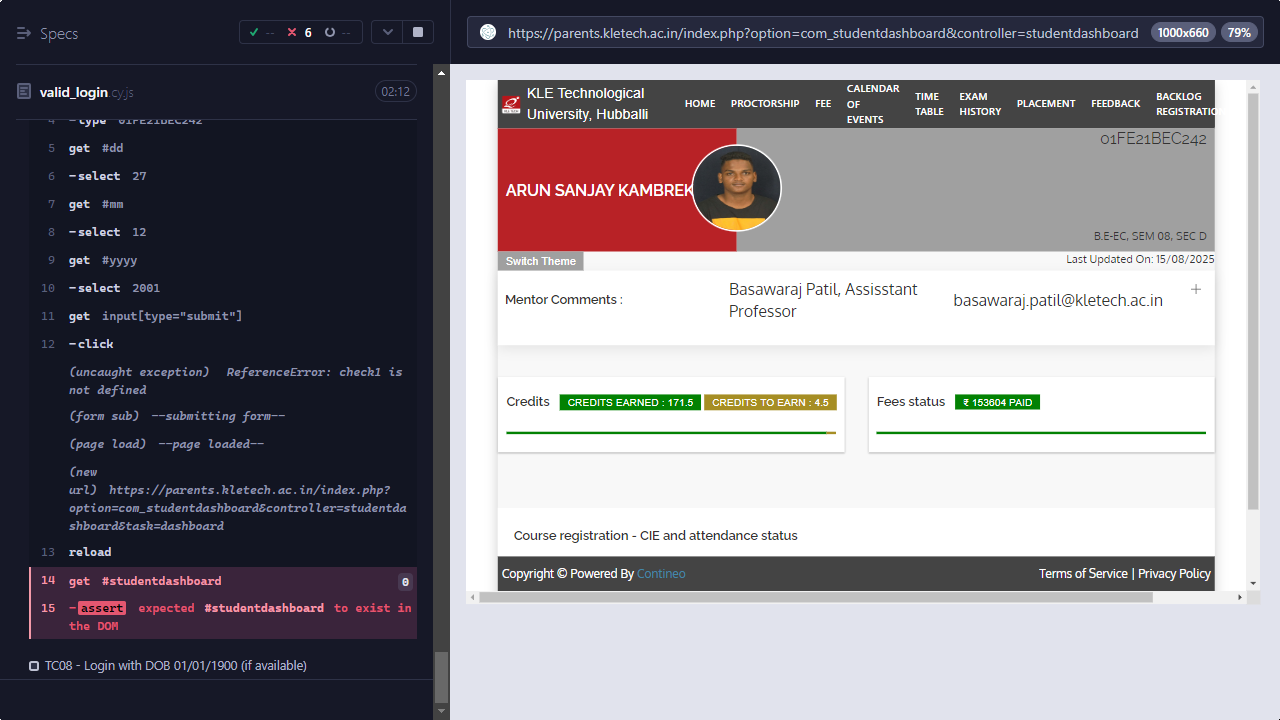 Specs
-- 6 --
https://parents.kletech.ac.in/index.php?option=com_studentdashboard&controller=studentdashboard
1000x660
79%
valid_login.cy.js
02:12
4 -type 01FE21BEC242
5 get #dd
6 -select 27
7 get #mm
8 -select 12
9 get #yyyy
10 -select 2001
11 get input[type="submit"]
12 -click
(uncaught exception) ReferenceError: check1 is
not defined
(form sub) --submitting form--
(page load) --page loaded--
(new
url) https://parents.kletech.ac.in/index.php?
option=com_studentdashboard&controller=studentda
shboard&task=dashboard
13 reload
14 get #studentdashboard 0
15 -assert expected #studentdashboard to exist in
the DOM
TC08 - Login with DOB 01/01/1900 (if available)
KLE Technological
University, Hubballi
HOME
PROCTORSHIP
FEE
CALENDAR
OF
EVENTS
TIME
TABLE
EXAM
HISTORY
PLACEMENT
FEEDBACK
BACKLOG
REGISTRATIO
01FE21BEC242
ARUN SANJAY KAMBREK
B.E-EC, SEM 08, SEC D
Switch Theme
Last Updated On: 15/08/2025
Mentor Comments :
Basawaraj Patil, Assisstant
Professor
basawaraj.patil@kletech.ac.in
+
Credits
CREDITS EARNED : 171.5
CREDITS TO EARN : 4.5
Fees status
₹ 153604 PAID
Course registration - CIE and attendance status
Copyright © Powered By Contineo
Terms of Service | Privacy Policy